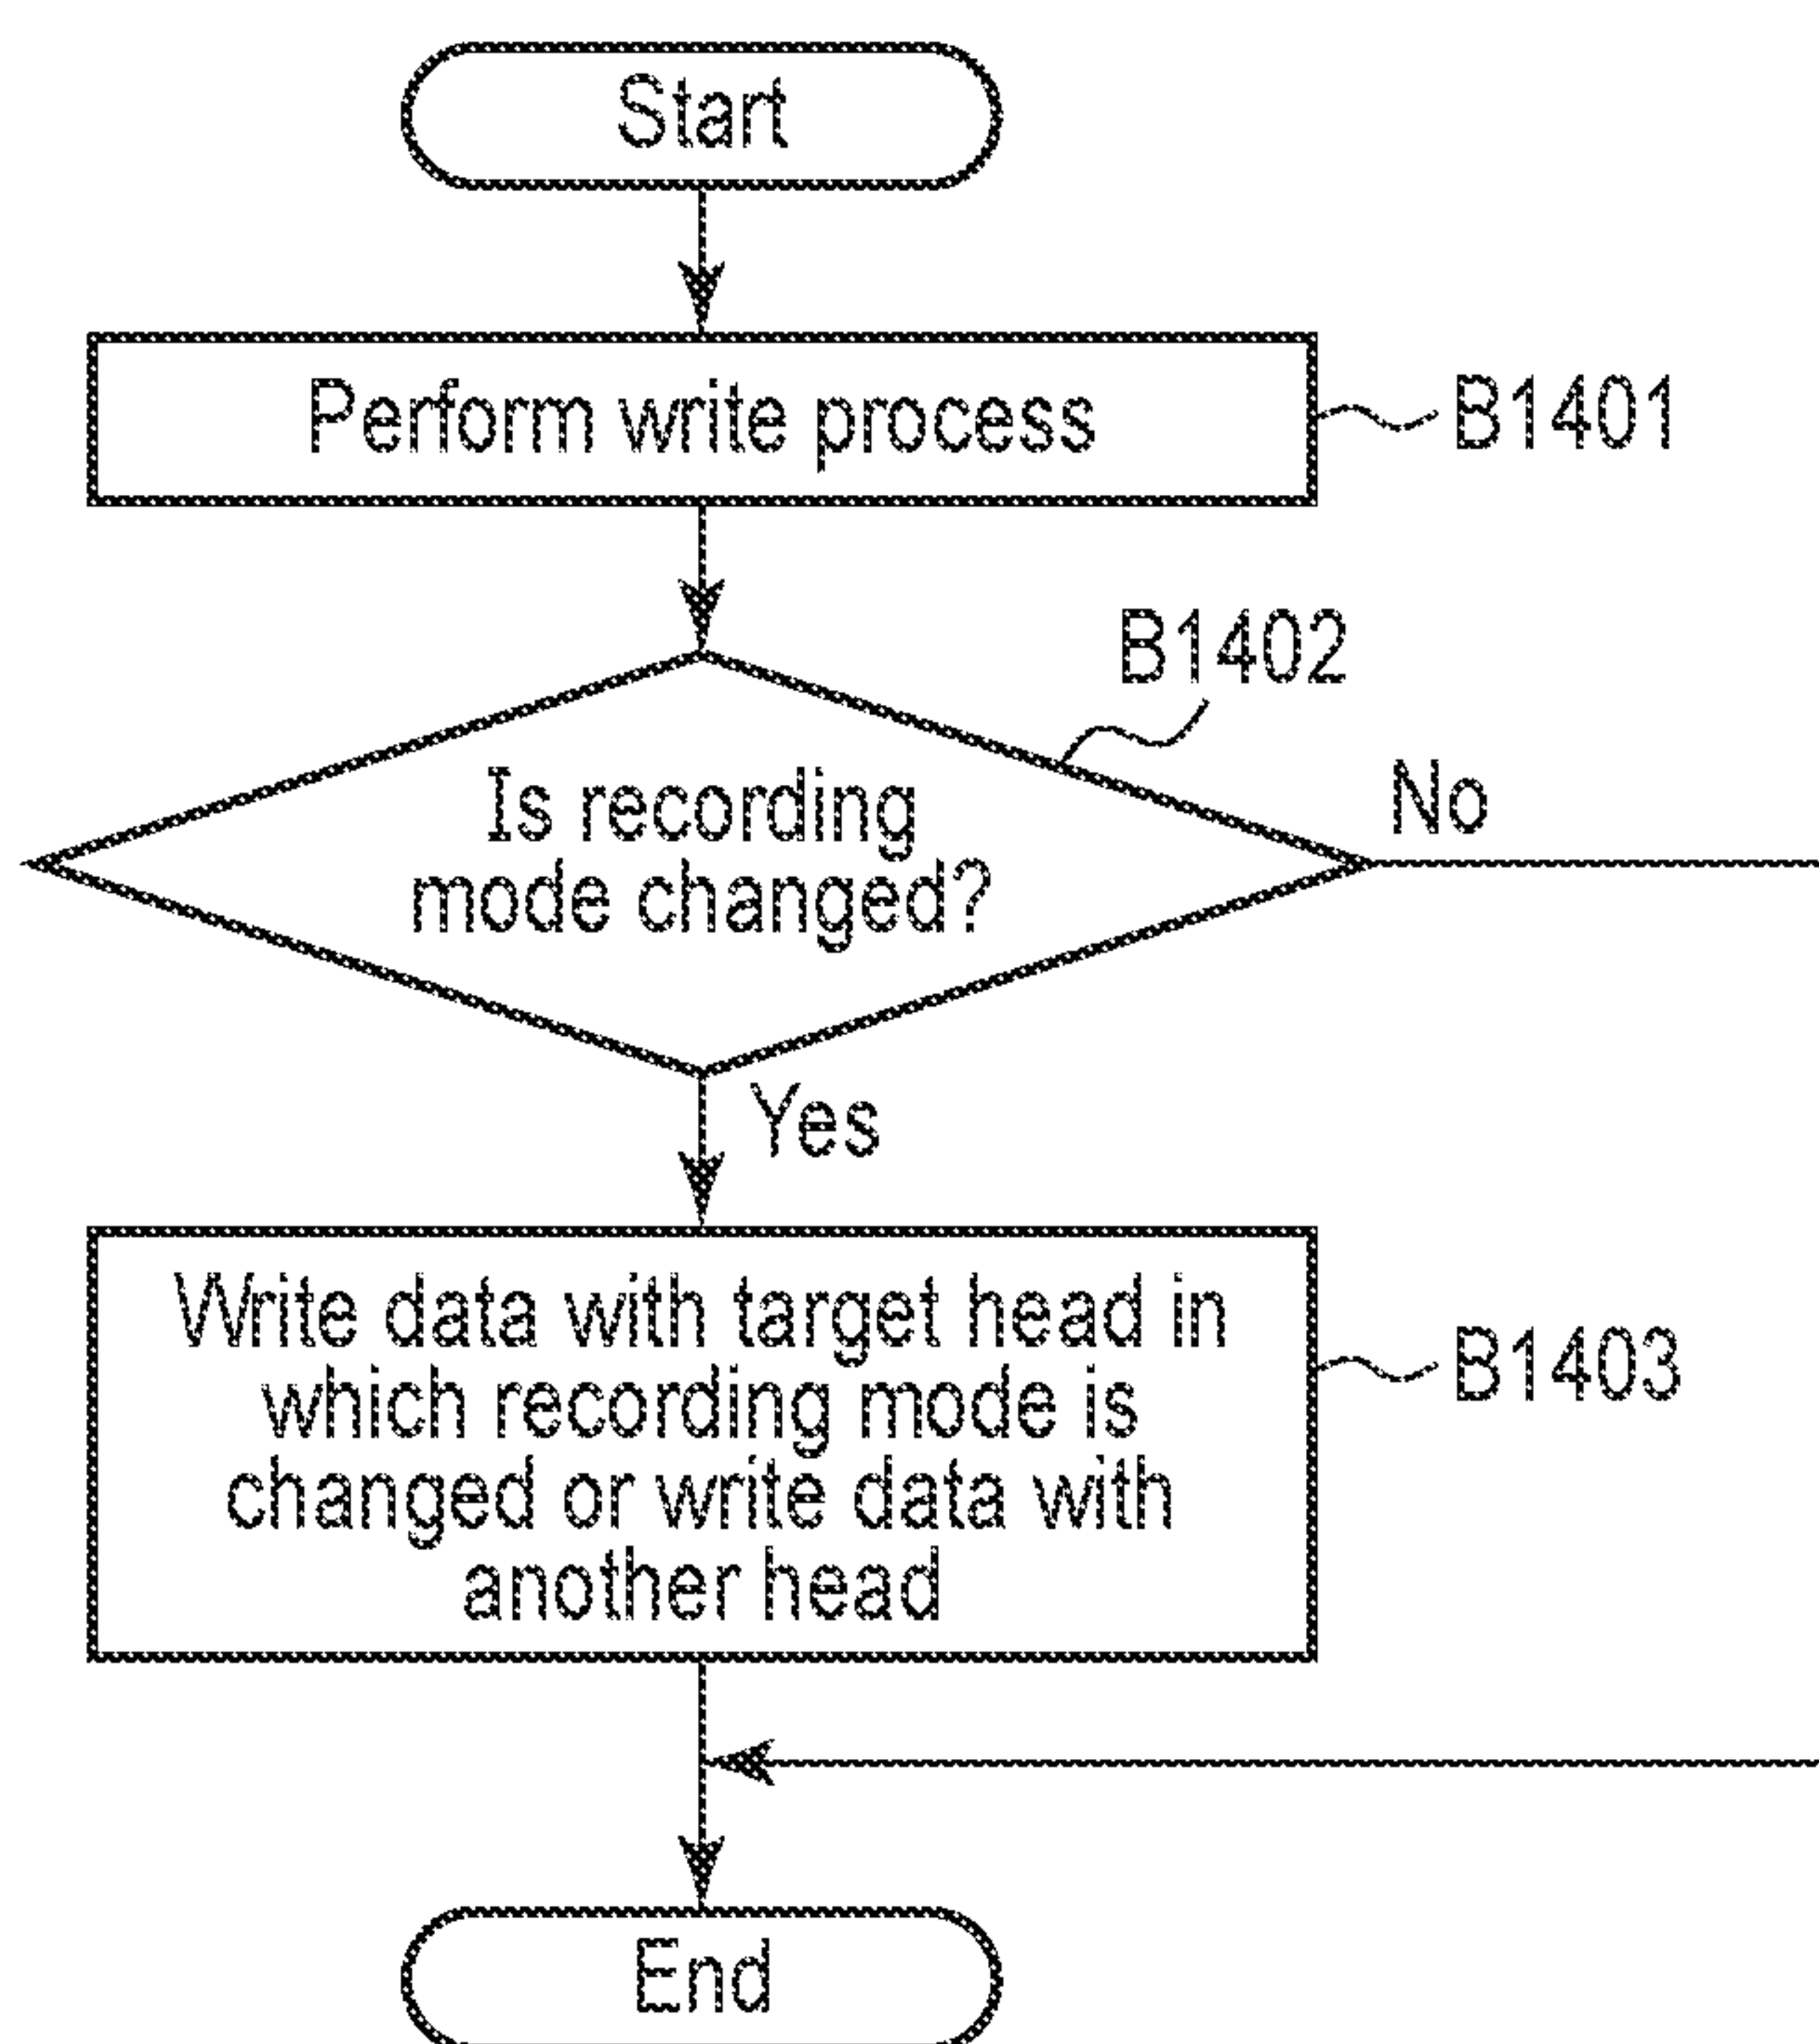 Start
Perform write process
B1401
B1402
Is recording
mode changed?
No
Yes
Write data with target head in
which recording mode is
changed or write data with
another head
B1403
End